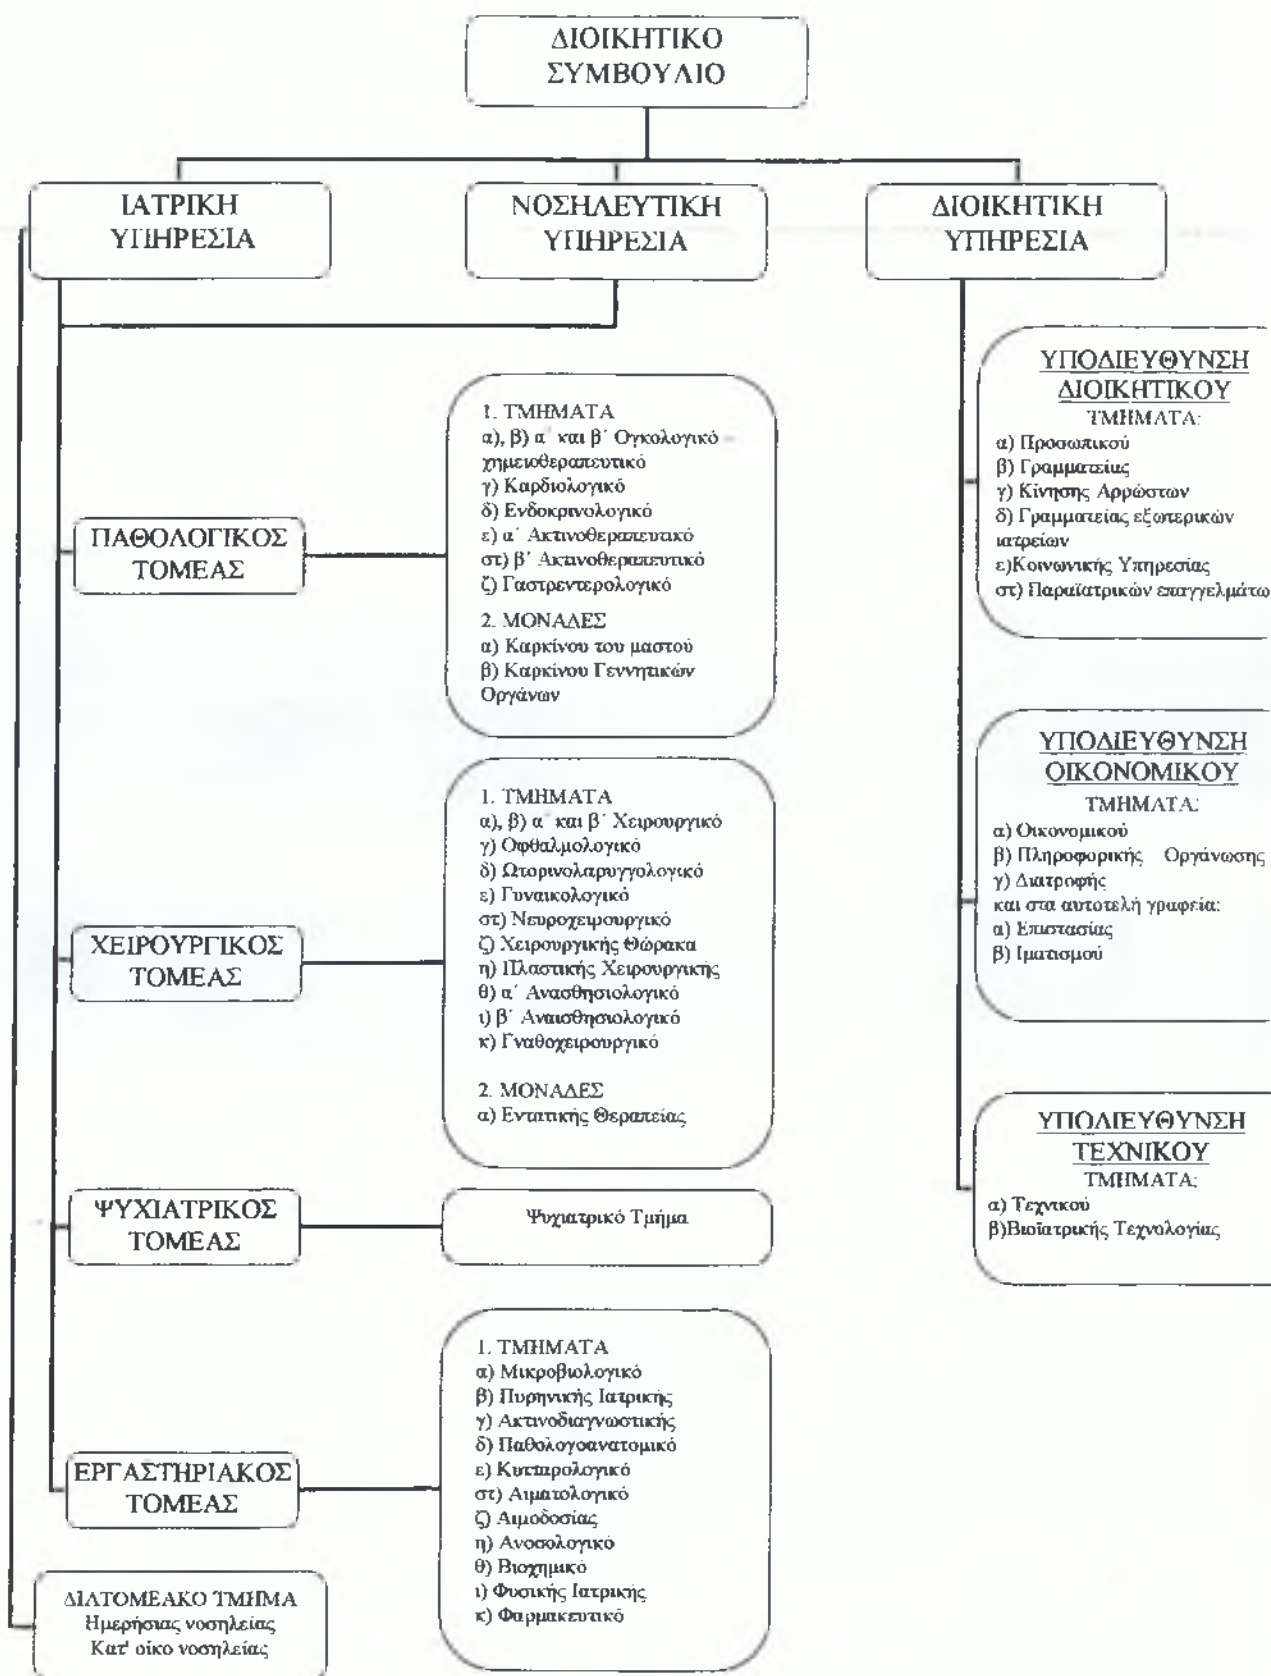 ΔΙΟΙΚΗΤΙΚΟ
ΣΥΜΒΟΥΛΙΟ
ΙΑΤΡΙΚΗ
ΥΠΗΡΕΣΙΑ
ΝΟΣΗΛΕΥΤΙΚΗ
ΥΠΗΡΕΣΙΑ
ΔΙΟΙΚΗΤΙΚΗ
ΥΠΗΡΕΣΙΑ
ΠΑΘΟΛΟΓΙΚΟΣ
ΤΟΜΕΑΣ
1. ΤΜΗΜΑΤΑ
α), β) α΄ και β΄ Ογκολογικό
χημειοθεραπευτικό
γ) Καρδιολογικό
δ) Ενδοκρινολογικό
ε) α΄ Ακτινοθεραπευτικό
στ) β΄ Ακτινοθεραπευτικό
ζ) Γαστρεντερολογικό
2. ΜΟΝΑΔΕΣ
α) Καρκίνου του μαστού
β) Καρκίνου Γεννητικών
Οργάνων
ΧΕΙΡΟΥΡΓΙΚΟΣ
ΤΟΜΕΑΣ
1. ΤΜΗΜΑΤΑ
α), β) α΄ και β΄ Χειρουργικό
γ) Οφθαλμολογικό
δ) Ωτορινολαρυγγολογικό
ε) Γυναικολογικό
στ) Νευροχειρουργικό
ζ) Χειρουργικής Θώρακα
η) Πλαστικής Χειρουργικής
θ) α΄ Ανασθησιολογικό
ι) β΄ Αναισθησιολογικό
κ) Γναθοχειρουργικό
2. ΜΟΝΑΔΕΣ
α) Εντατικής Θεραπείας
ΨΥΧΙΑΤΡΙΚΟΣ
ΤΟΜΕΑΣ
Ψυχιατρικό Τμήμα
ΕΡΓΑΣΤΗΡΙΑΚΟΣ
ΤΟΜΕΑΣ
1. ΤΜΗΜΑΤΑ
α) Μικροβιολογικό
β) Πυρηνικής Ιατρικής
γ) Ακτινοδιαγνωστικής
δ) Παθολογοανατομικό
ε) Κυτταρολογικό
στ) Αιματολογικό
ζ) Αιμοδοσίας
η) Ανοσολογικό
θ) Βιοχημικό
ι) Φυσικής Ιατρικής
κ) Φαρμακευτικό
ΔΙΑΤΟΜΕΑΚΟ ΤΜΗΜΑ
Ημερήσιας νοσηλείας
Κατ' οίκο νοσηλείας
ΥΠΟΔΙΕΥΘΥΝΣΗ
ΔΙΟΙΚΗΤΙΚΟΥ
ΤΜΗΜΑΤΑ:
α) Προσωπικού
β) Γραμματείας
γ) Κίνησης Αρρώστων
δ) Γραμματείας εξωτερικών
ιατρείων
ε)Κοινωνικής Υπηρεσίας
στ) Παραϊατρικών επαγγελμάτω
ΥΠΟΔΙΕΥΘΥΝΣΗ
ΟΙΚΟΝΟΜΙΚΟΥ
ΤΜΗΜΑΤΑ:
α) Οικονομικού
β) Πληροφορικής Οργάνωσης
γ) Διατροφής
και στα αυτοτελή γραφεία:
α) Επιστασίας
β) Ιματισμού
ΥΠΟΔΙΕΥΘΥΝΣΗ
ΤΕΧΝΙΚΟΥ
ΤΜΗΜΑΤΑ:
α) Τεχνικού
β)Βιοϊατρικής Τεχνολογίας